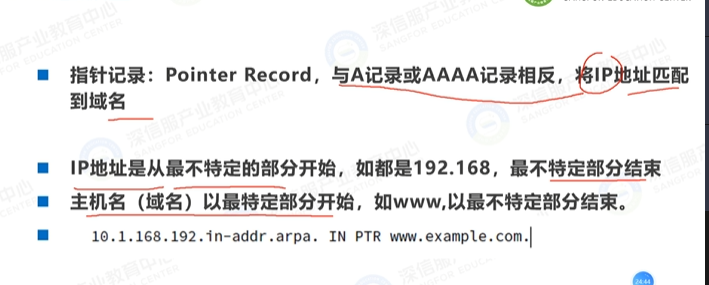 SANGFOR EDUCATION CENTER
指针记录：Pointer Record，与A记录或AAAA记录相反，将IP地址匹配
到域名
IP地址是从最不特定的部分开始，如都是192.168，最不特定部分结束
主机名（域名）以最特定部分开始，如www,以最不特定部分结束。
10.1.168.192.in-addr.arpa. IN PTR www.example.com.
深信服产业教育中心
SANGFOR EDUCATION CENTER
24:44